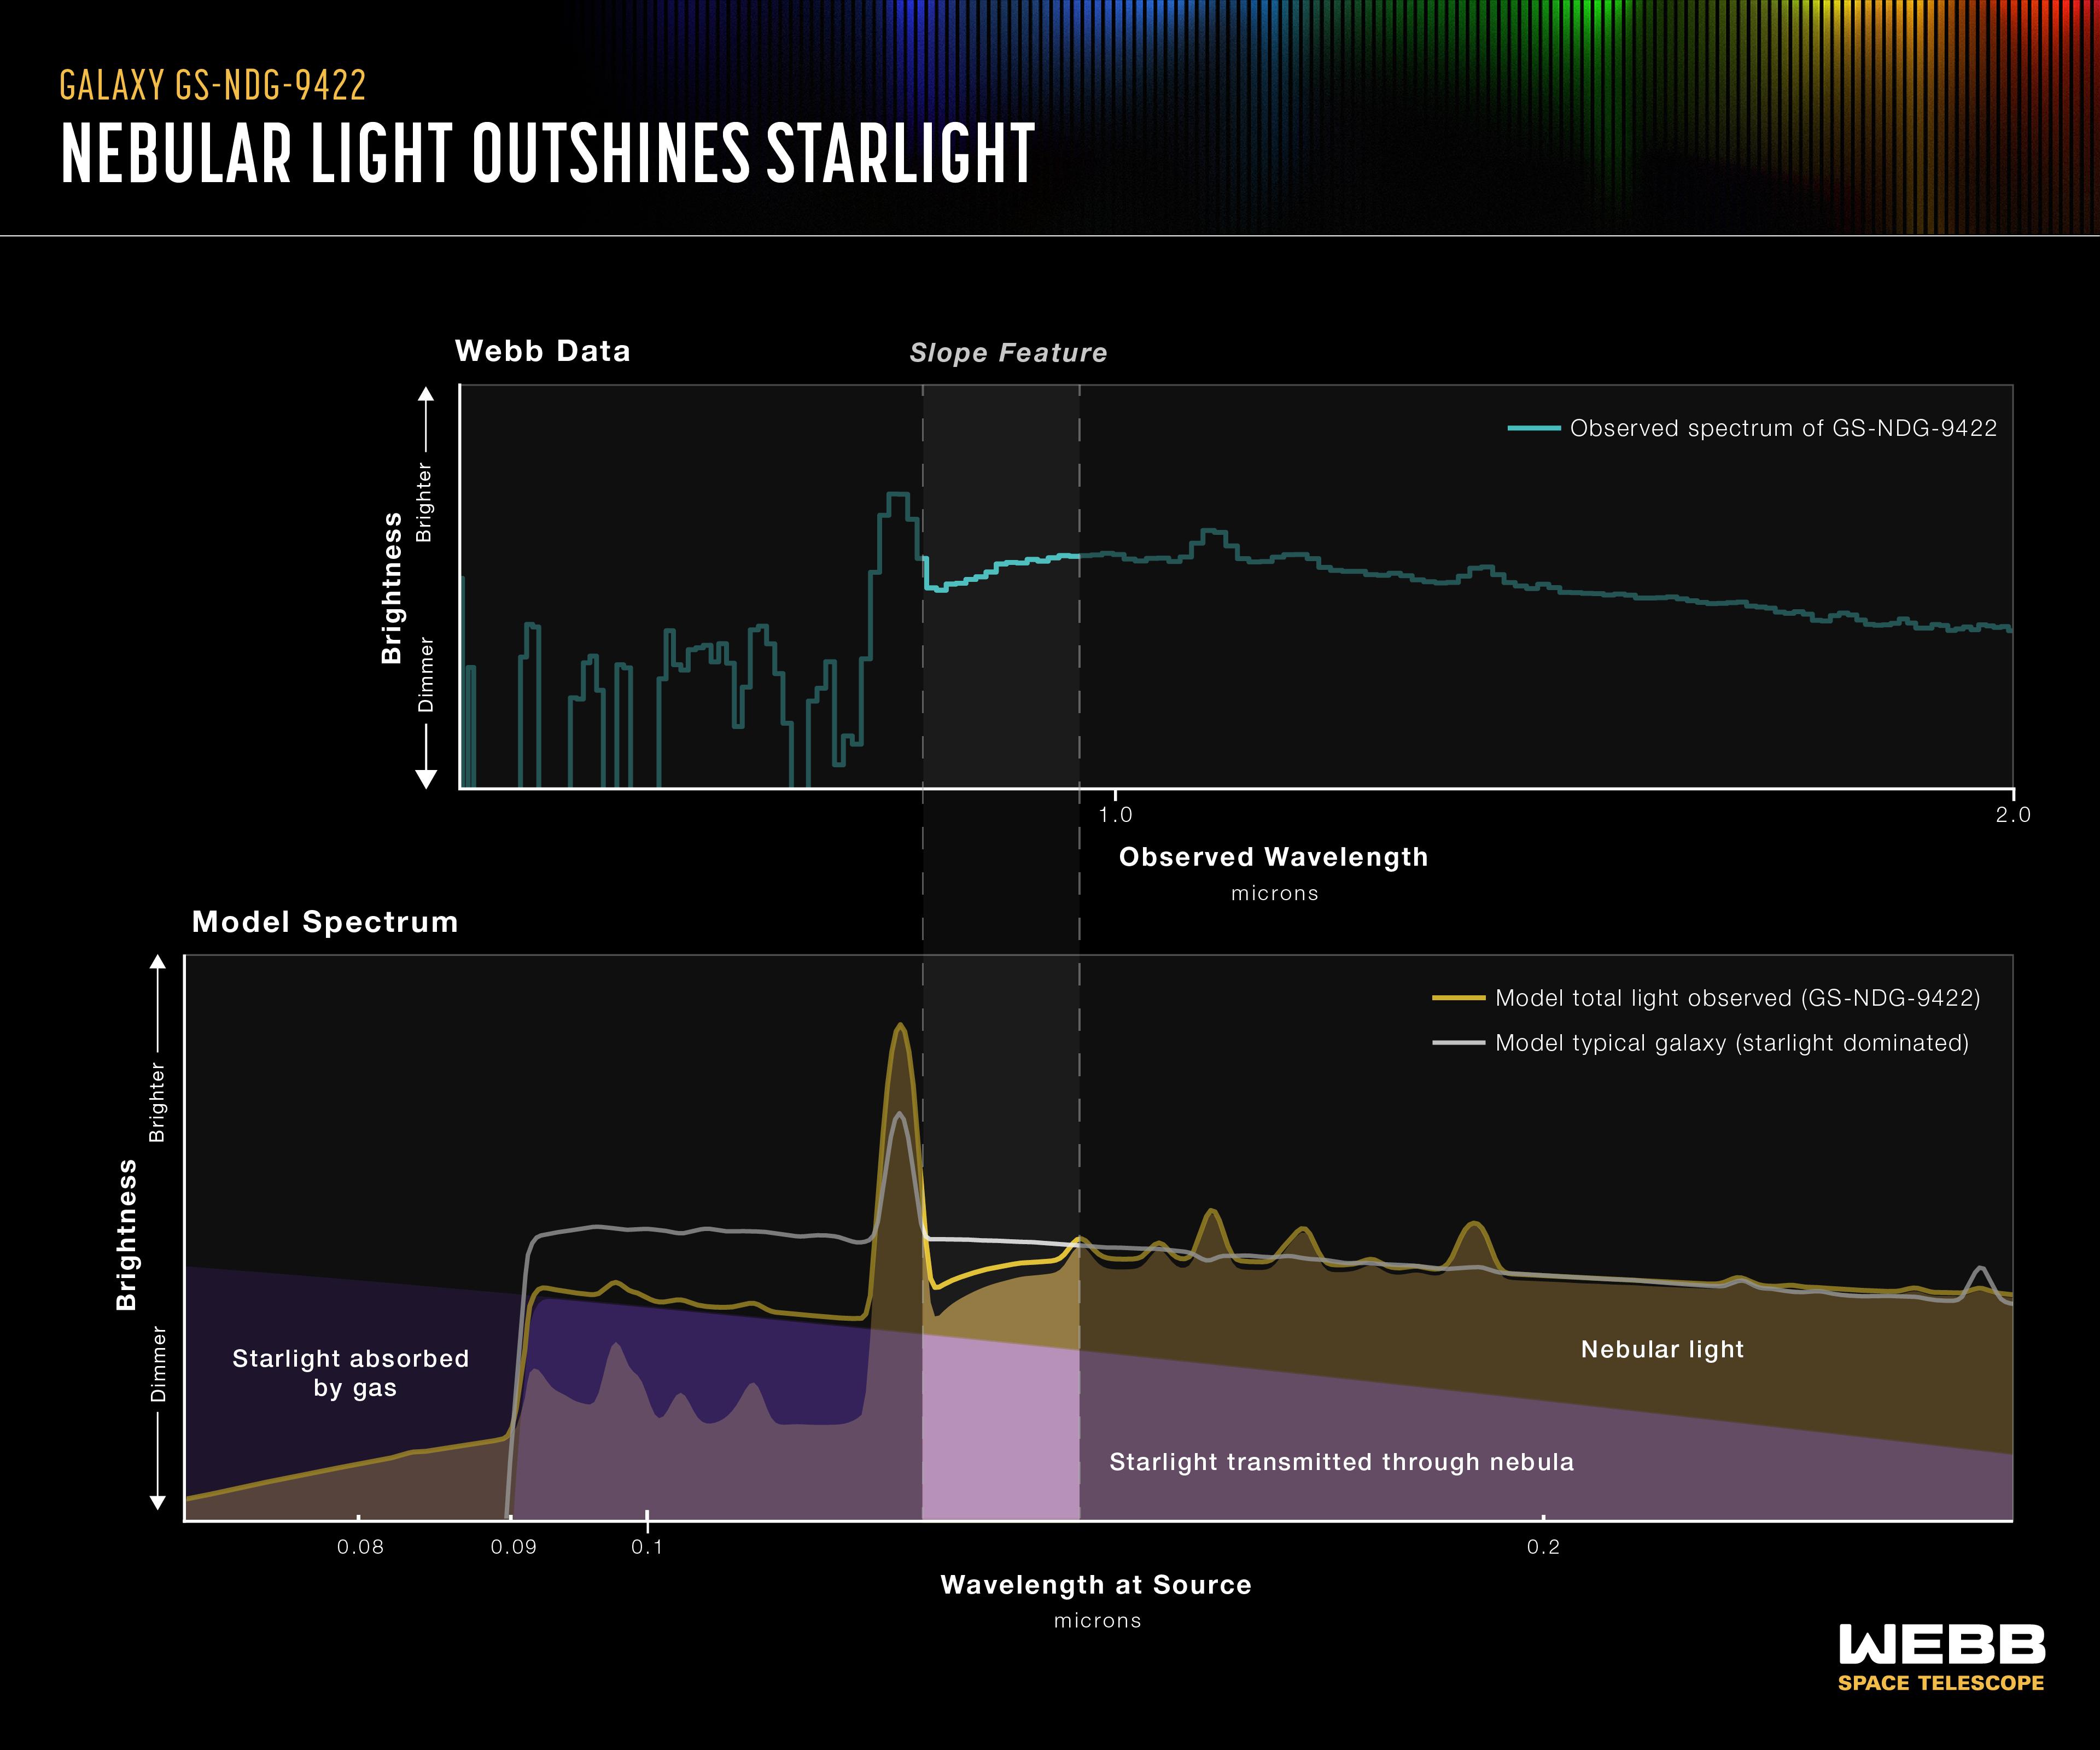 GALAXY GS-NDG-9422
NEBULAR LIGHT OUTSHINES STARLIGHT
Webb Data
Slope Feature
Brightness
Brighter
Dimmer
Observed spectrum of GS-NDG-9422
1.0
2.0
Observed Wavelength
microns
Model Spectrum
Brightness
Brighter
Dimmer
Model total light observed (GS-NDG-9422)
Model typical galaxy (starlight dominated)
Starlight absorbed
by gas
Nebular light
Starlight transmitted through nebula
0.08
0.09
0.1
0.2
Wavelength at Source
microns
WEBB
SPACE TELESCOPE